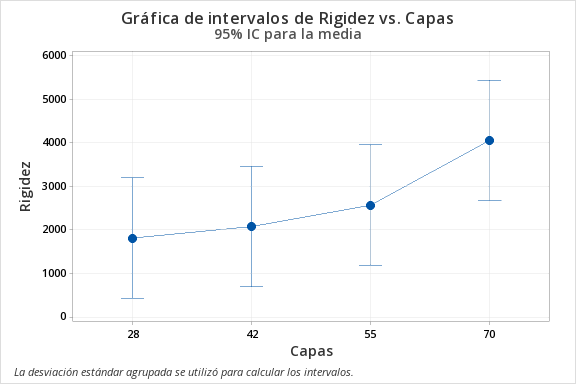 Gráfica de intervalos de Rigidez vs. Capas
95% IC para la media
6000
5000
4000
3000
2000
1000
0
Rigidez
28 42 55 70
Capas
La desviación estándar agrupada se utilizó para calcular los intervalos.